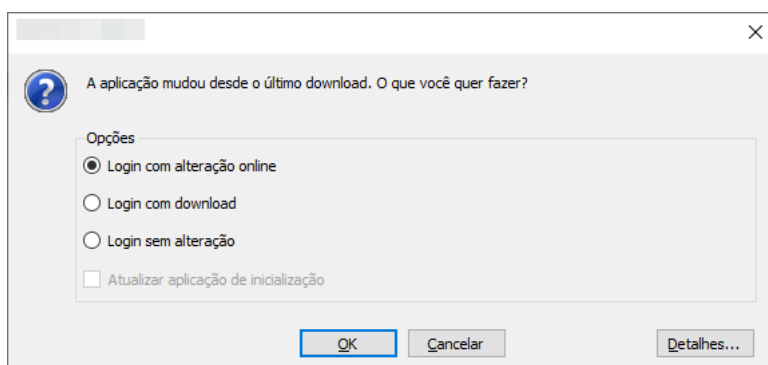 A aplicação mudou desde o último download. O que você quer fazer?
Opções
Login com alteração online
Login com download
Login sem alteração
Atualizar aplicação de inicialização
OK
Cancelar
Detalhes...